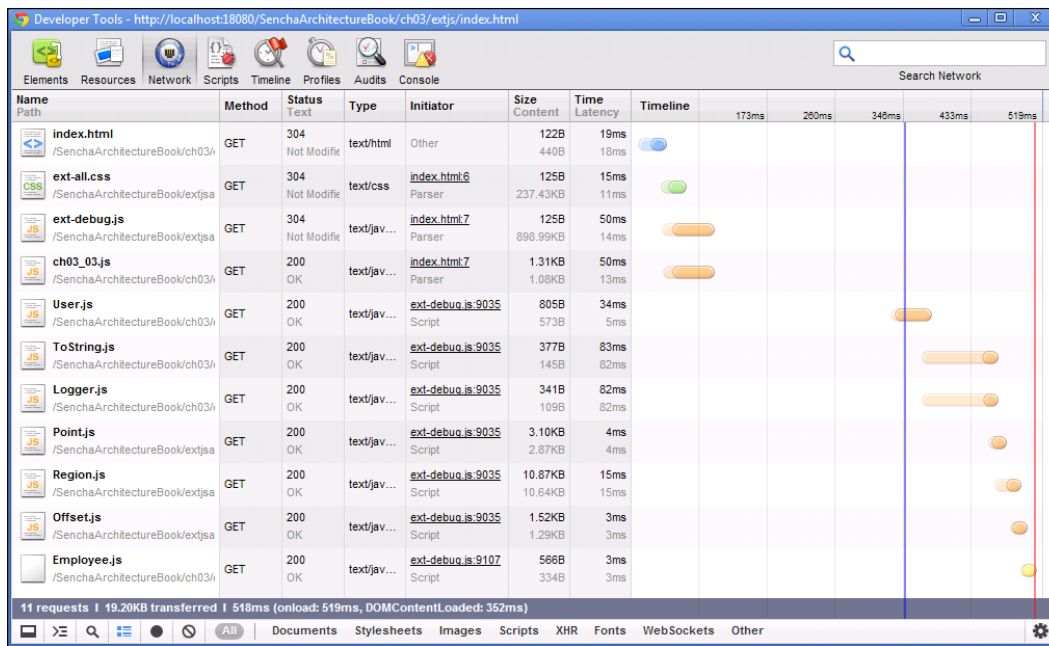 Developer Tools - http://localhost:18080/SenchaArchitectureBook/ch03/extjs/index.html
Elements Resources Network Scripts Timeline Profiles Audits Console
Search Network
Name Method Status Type Initiator Size Time Timeline
Path Text Content Latency 173ms 260ms 346ms 433ms 519ms
index.html GET 304 text/html Other 122B 19ms
/SenchaArchitectureBook/ch03/ Not Modifie 440B 18ms
ext-all.css GET 304 text/css index.html:6 125B 15ms
/SenchaArchitectureBook/extjsa Not Modifie Parser 237.43KB 11ms
ext-debug.js GET 304 text/jav... index.html:7 125B 50ms
/SenchaArchitectureBook/extjsa Not Modifie Parser 898.99KB 14ms
ch03_03.js GET 200 text/jav... index.html:7 1.31KB 50ms
/SenchaArchitectureBook/ch03/ OK Parser 1.08KB 13ms
User.js GET 200 text/jav... ext-debug.js:9035 805B 34ms
/SenchaArchitectureBook/ch03/ OK Script 573B 5ms
ToString.js GET 200 text/jav... ext-debug.js:9035 377B 83ms
/SenchaArchitectureBook/ch03/ OK Script 145B 82ms
Logger.js GET 200 text/jav... ext-debug.js:9035 341B 82ms
/SenchaArchitectureBook/ch03/ OK Script 109B 82ms
Point.js GET 200 text/jav... ext-debug.js:9035 3.10KB 4ms
/SenchaArchitectureBook/extjsa OK Script 2.87KB 4ms
Region.js GET 200 text/jav... ext-debug.js:9035 10.87KB 15ms
/SenchaArchitectureBook/extjsa OK Script 10.64KB 15ms
Offset.js GET 200 text/jav... ext-debug.js:9035 1.52KB 3ms
/SenchaArchitectureBook/extjsa OK Script 1.29KB 3ms
Employee.js GET 200 text/jav... ext-debug.js:9107 566B 3ms
/SenchaArchitectureBook/ch03/ OK Script 334B 3ms
11 requests I 19.20KB transferred I 518ms (onload: 519ms, DOMContentLoaded: 352ms)
All Documents Stylesheets Images Scripts XHR Fonts WebSockets Other